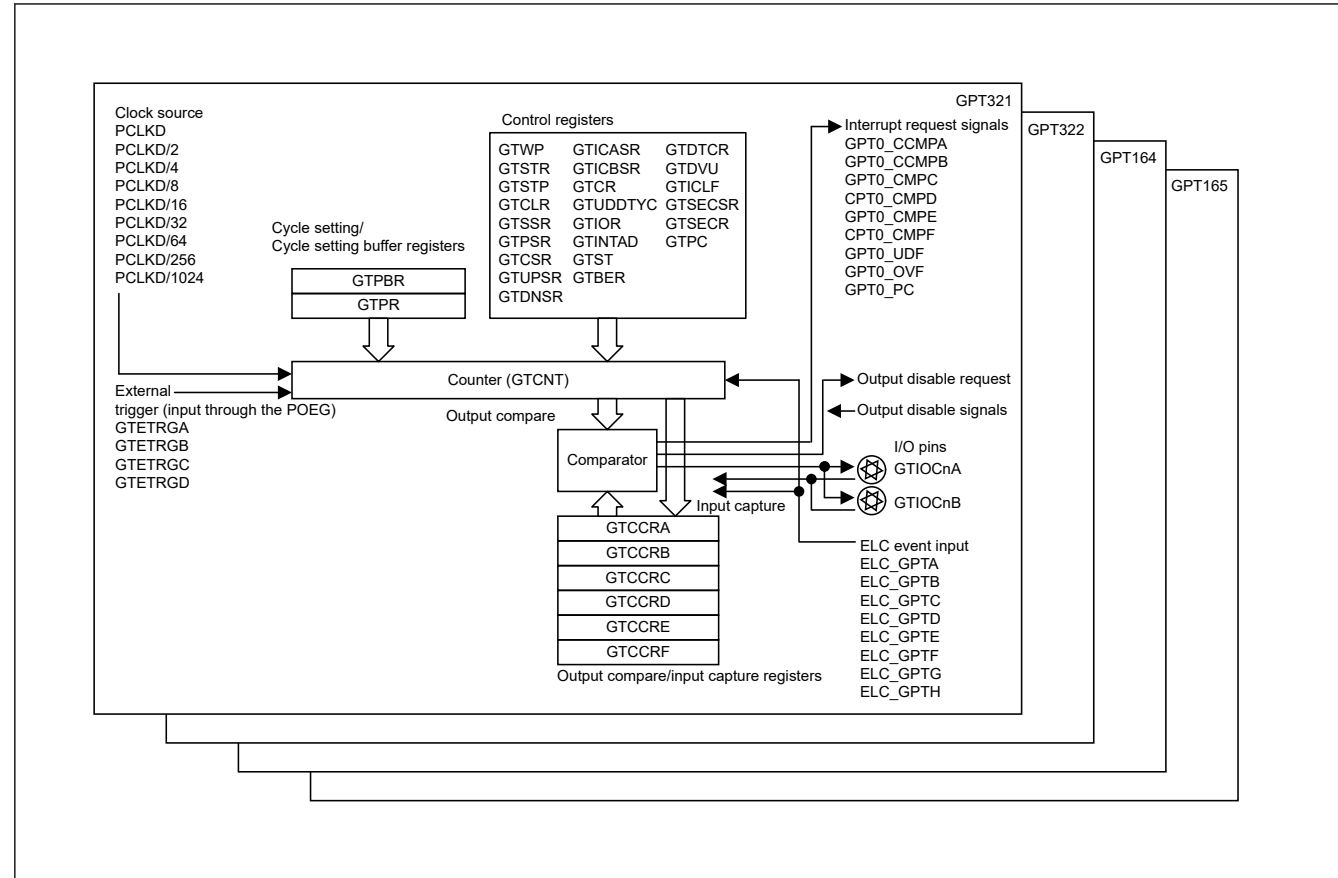 GPT321
GPT322
GPT164
GPT165
Clock source
PCLKD
PCLKD/2
PCLKD/4
PCLKD/8
PCLKD/16
PCLKD/32
PCLKD/64
PCLKD/256
PCLKD/1024
External
trigger (input through the POEG)
GTETRGA
GTETRGB
GTETRGC
GTETRGD
Cycle setting/
Cycle setting buffer registers
GTPBR
GTPR
Control registers
GTWP GTICASR GTDTCR
GTSTR GTICBSR GTDVU
GTSTP GTCR GTICLF
GTCLR GTUDDTYC GTSECSR
GTSSR GTIOR GTSECR
GTPSR GTINTAD GTPC
GTCSR GTST
GTUPSR GTBER
GTDNSR
Counter (GTCNT)
Output compare
Comparator
Input capture
GTCCRA
GTCCRB
GTCCRC
GTCCRD
GTCCRE
GTCCRF
Output compare/input capture registers
Interrupt request signals
GPT0_CCMPA
GPT0_CCMPB
GPT0_CMPC
CPT0_CMPD
GPT0_CMPE
CPT0_CMPF
GPT0_UDF
GPT0_OVF
GPT0_PC
Output disable request
Output disable signals
I/O pins
GTIOCnA
GTIOCnB
ELC event input
ELC_GPTA
ELC_GPTB
ELC_GPTC
ELC_GPTD
ELC_GPTE
ELC_GPTF
ELC_GPTG
ELC_GPTH